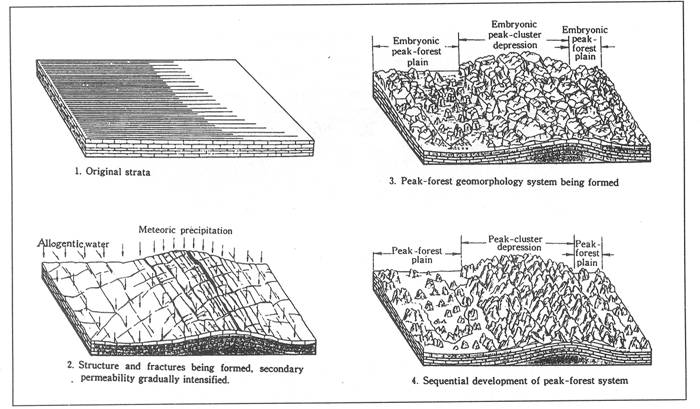 1. Original strata
Meteoric precipitation
Allogentic water
2. Structure and fractures being formed, secondary
permeability gradually intensified.
Embryonic
peak-forest
plain
Embryonic
peak-cluster
depression
Embryonic
peak-
forest
plain
3. Peak-forest geomorphology system being formed
Peak-forest
plain
Peak-cluster
depression
Peak-
forest
plain
4. Sequential development of peak-forest system